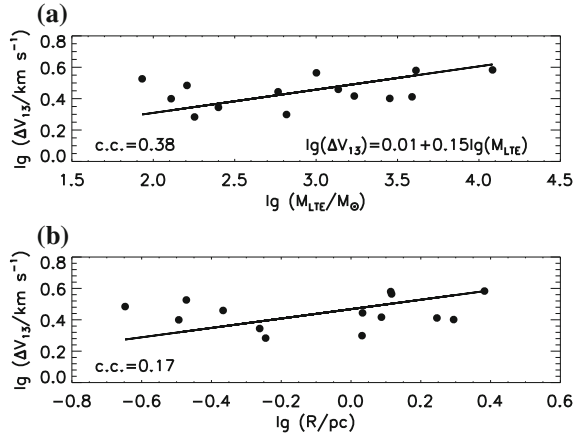 (a)
lg (ΔV₁₃/km s⁻¹)
0.8
0.6
0.4
0.2
0.0
c.c.=0.38
lg(ΔV₁₃)=0.01+0.15lg(M_LTE)
1.5 2.0 2.5 3.0 3.5 4.0 4.5
lg (M_LTE/M_⊙)
(b)
lg (ΔV₁₃/km s⁻¹)
0.8
0.6
0.4
0.2
0.0
c.c.=0.17
−0.8 −0.6 −0.4 −0.2 0.0 0.2 0.4 0.6
lg (R/pc)